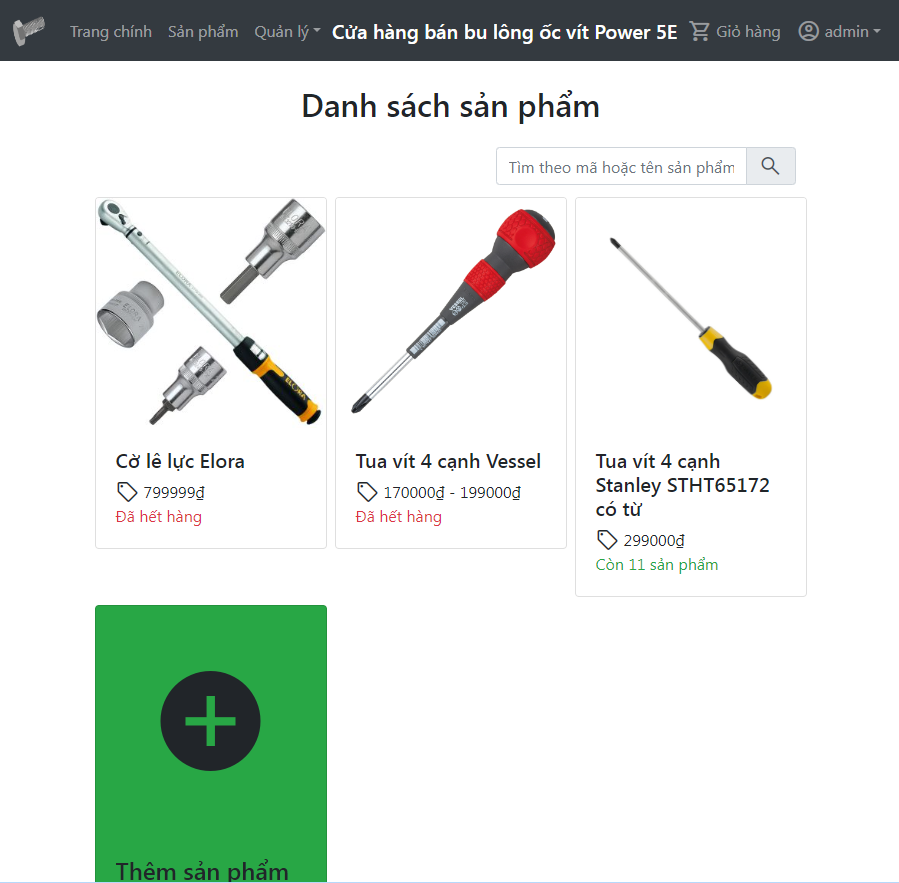 Trang chính Sản phẩm Quản lý Cửa hàng bán bu lông ốc vít Power 5E Giỏ hàng admin
Danh sách sản phẩm
Tìm theo mã hoặc tên sản phẩm
Cờ lê lực Elora
799999₫
Đã hết hàng
Tua vít 4 cạnh Vessel
170000₫ - 199000₫
Đã hết hàng
Tua vít 4 cạnh
Stanley STHT65172
có từ
299000₫
Còn 11 sản phẩm
Thêm sản phẩm